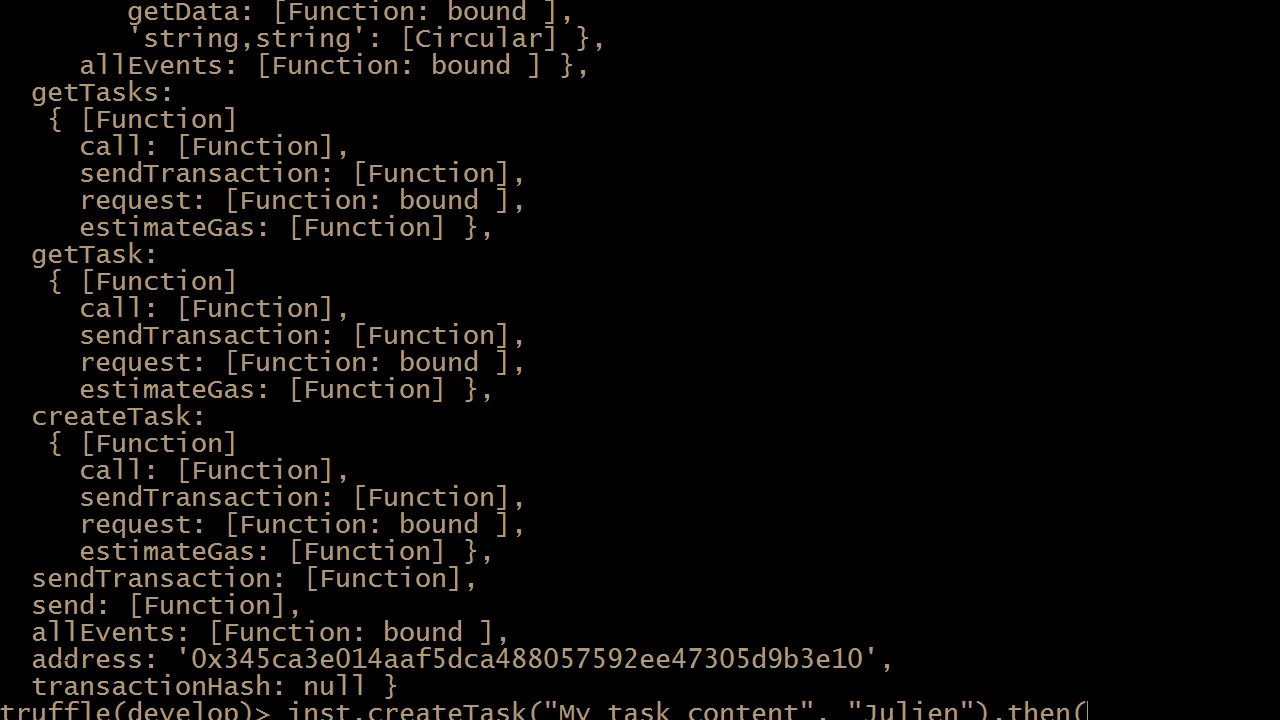 getData: [Function: bound ],
'string,string': [Circular] },
allEvents: [Function: bound ] },
getTasks:
{ [Function]
call: [Function],
sendTransaction: [Function],
request: [Function: bound ],
estimateGas: [Function] },
getTask:
{ [Function]
call: [Function],
sendTransaction: [Function],
request: [Function: bound ],
estimateGas: [Function] },
createTask:
{ [Function]
call: [Function],
sendTransaction: [Function],
request: [Function: bound ],
estimateGas: [Function] },
sendTransaction: [Function],
send: [Function],
allEvents: [Function: bound ],
address: '0x345ca3e014aaf5dca488057592ee47305d9b3e10',
transactionHash: null }
truffle(develop)> inst.createTask("My task content", "Julien").then(